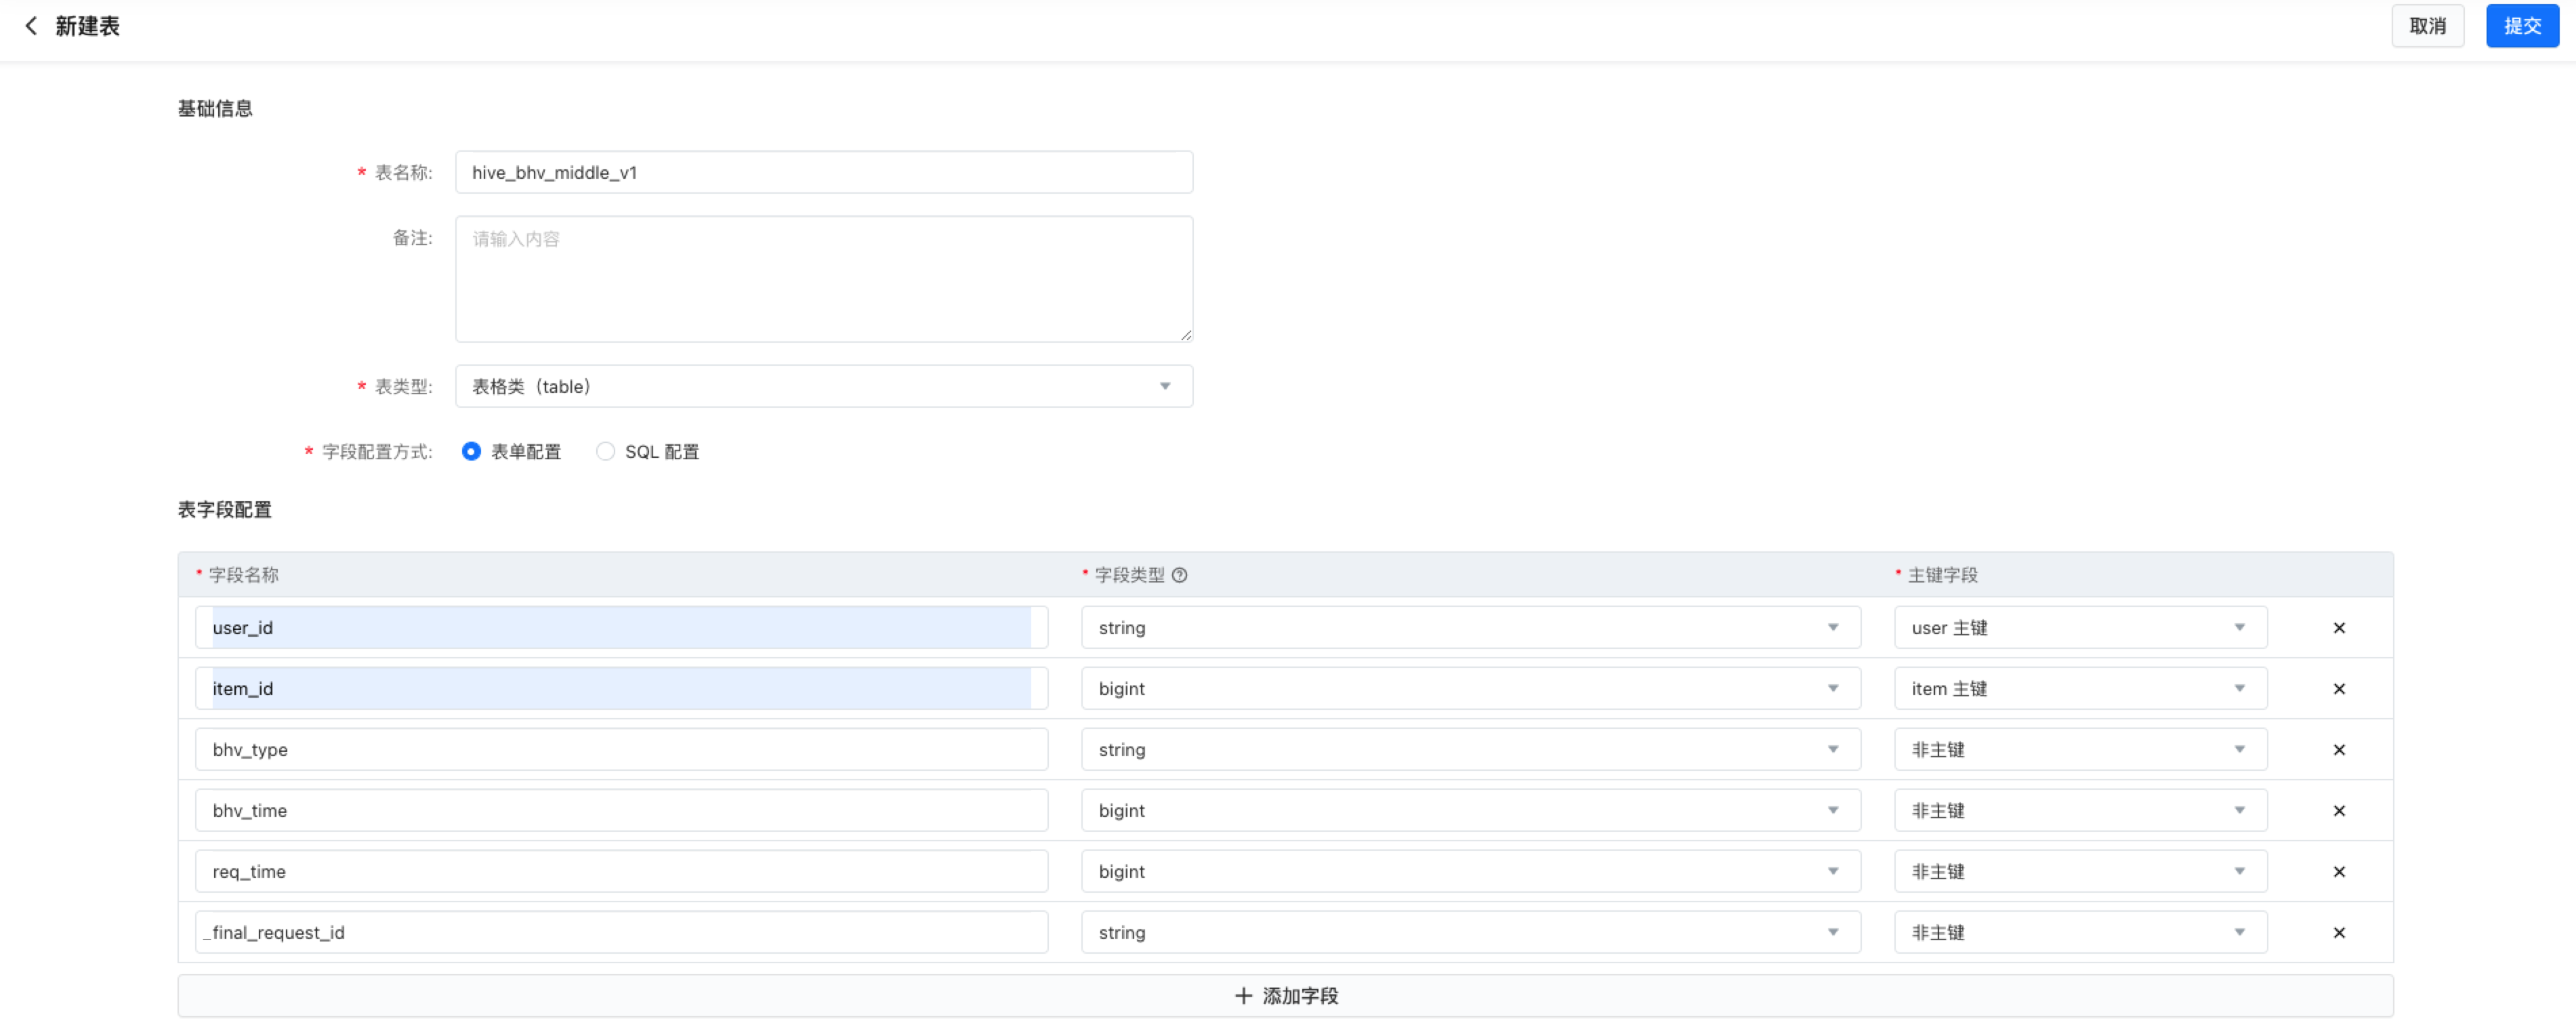 新建表 取消 提交
基础信息
* 表名称: hive_bhv_middle_v1
备注: 请输入内容
* 表类型: 表格类（table）
* 字段配置方式: 表单配置 SQL 配置
表字段配置
* 字段名称 * 字段类型 * 主键字段
user_id string user 主键
item_id bigint item 主键
bhv_type string 非主键
bhv_time bigint 非主键
req_time bigint 非主键
_final_request_id string 非主键
+ 添加字段